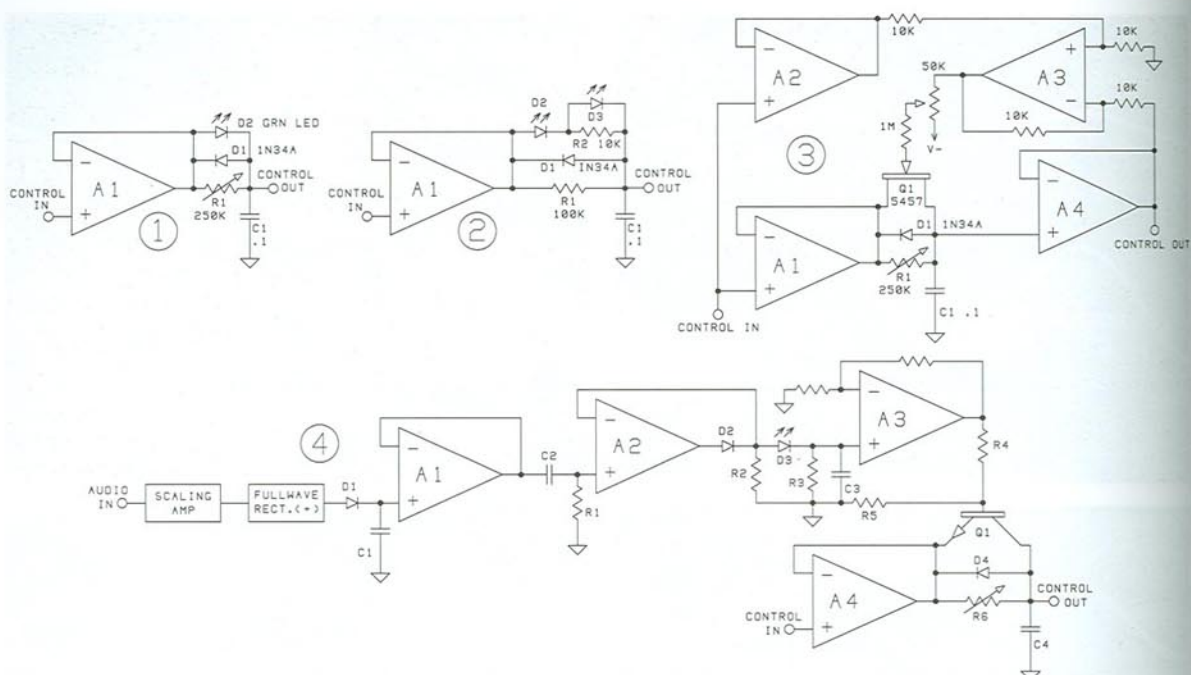 A1
D2 GRN LED
D1 1N34A
R1
250K
C1
.1
CONTROL
IN
CONTROL
OUT
1
A1
D2
D3
R2 10K
D1 1N34A
R1
100K
C1
.1
CONTROL
IN
CONTROL
OUT
2
A2
10K
10K
A3
50K
10K
10K
1M
V-
3
Q1
5457
D1 1N34A
A1
R1
250K
C1 .1
A4
CONTROL IN
CONTROL OUT
4
AUDIO
IN
SCALING
AMP
FULLWAVE
RECT.(+)
D1
C1
A1
C2
R1
A2
D2
R2
D3
R3
C3
A3
R4
R5
Q1
D4
A4
R6
C4
CONTROL
IN
CONTROL
OUT